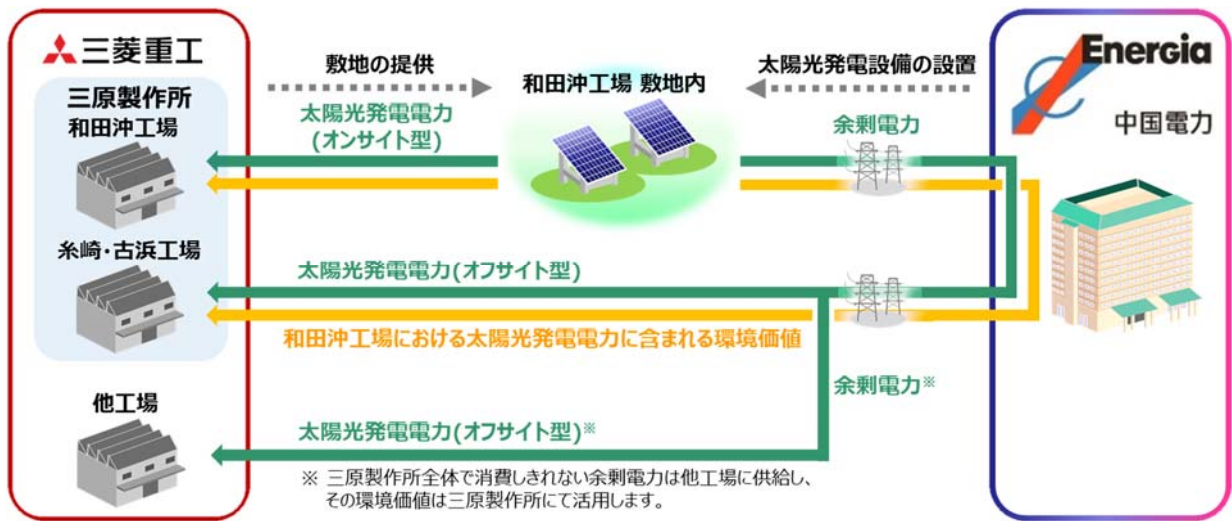 三菱重工
三原製作所
和田沖工場
糸崎・古浜工場
他工場
敷地の提供
太陽光発電電力
(オンサイト型)
和田沖工場 敷地内
太陽光発電設備の設置
余剰電力
Energia
中国電力
太陽光発電電力(オフサイト型)
和田沖工場における太陽光発電電力に含まれる環境価値
余剰電力※
太陽光発電電力(オフサイト型)※
※ 三原製作所全体で消費しきれない余剰電力は他工場に供給し、
その環境価値は三原製作所にて活用します。